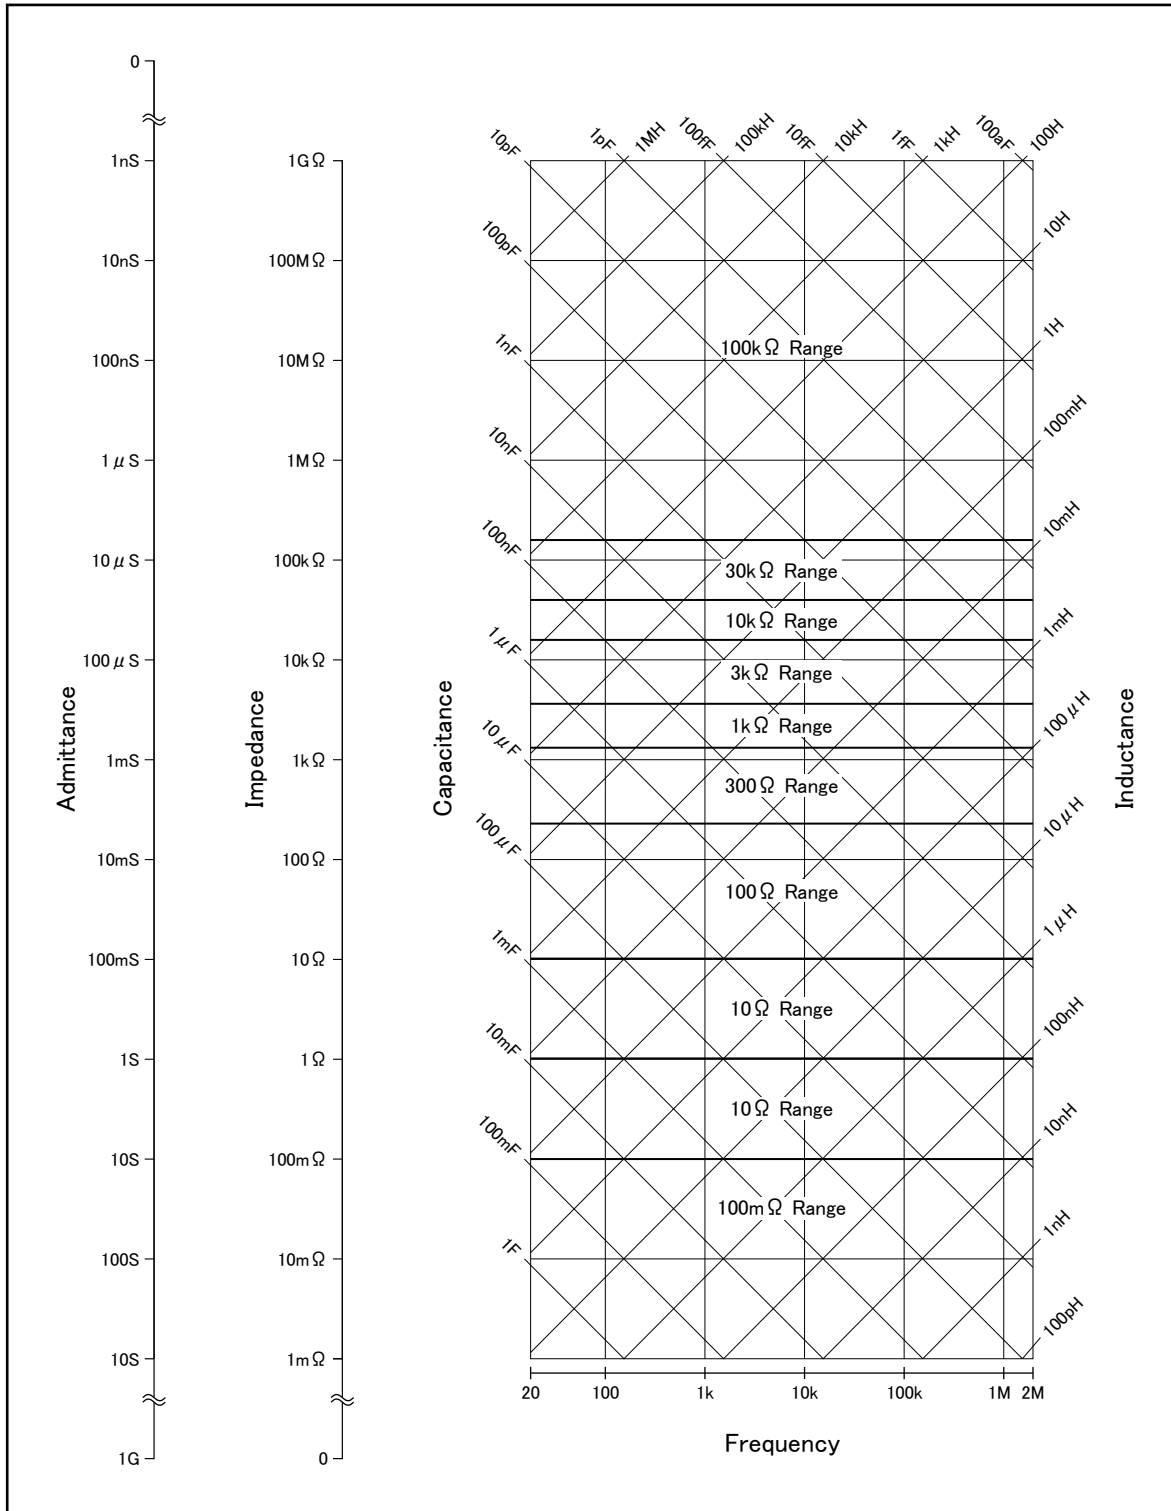 0
1nS
10nS
100nS
1μS
10μS
100μS
1mS
10mS
100mS
1S
10S
100S
10S
1G
Admittance
1GΩ
100MΩ
10MΩ
1MΩ
100kΩ
10kΩ
1kΩ
100Ω
10Ω
1Ω
100mΩ
10mΩ
1mΩ
0
Impedance
Capacitance
10pF
100pF
1nF
10nF
100nF
1μF
10μF
100μF
1mF
10mF
100mF
1F
1pF
1MH
100fF
100kH
10fF
10kH
1fF
1kH
100aF
100H
10H
1H
100mH
10mH
1mH
100μH
10μH
1μH
100nH
10nH
1nH
100pH
Inductance
100kΩ Range
30kΩ Range
10kΩ Range
3kΩ Range
1kΩ Range
300Ω Range
100Ω Range
10Ω Range
10Ω Range
100mΩ Range
20
100
1k
10k
100k
1M
2M
Frequency